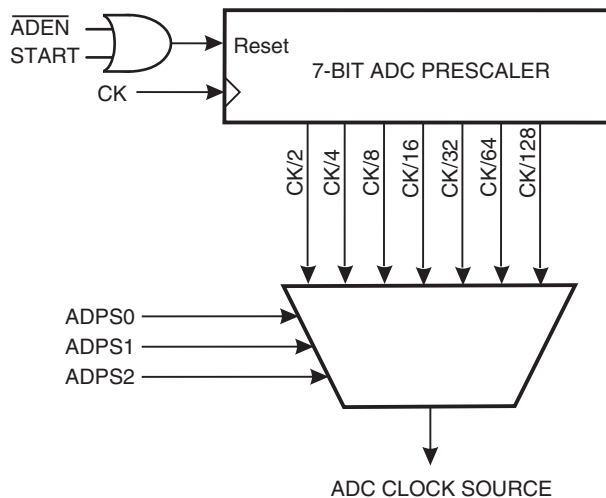 ADEN
START
Reset
7-BIT ADC PRESCALER
CK
CK/2
CK/4
CK/8
CK/16
CK/32
CK/64
CK/128
ADPS0
ADPS1
ADPS2
ADC CLOCK SOURCE